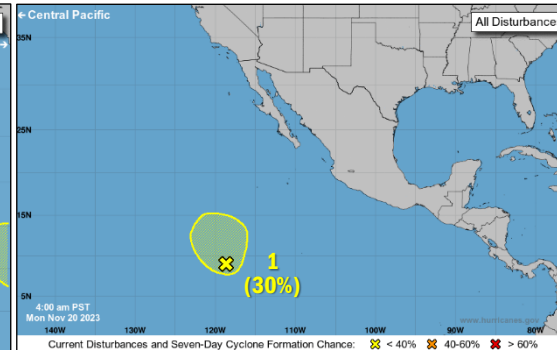 ←Central Pacific
All Disturbance
35N
25N
15N
5N
1
(30%)
4:00 am PST
Mon Nov 20 2023
www.hurricanes.gov
140W 130W 120W 110W 100W 90W 80W
Current Disturbances and Seven-Day Cyclone Formation Chance: < 40% 40-60% > 60%